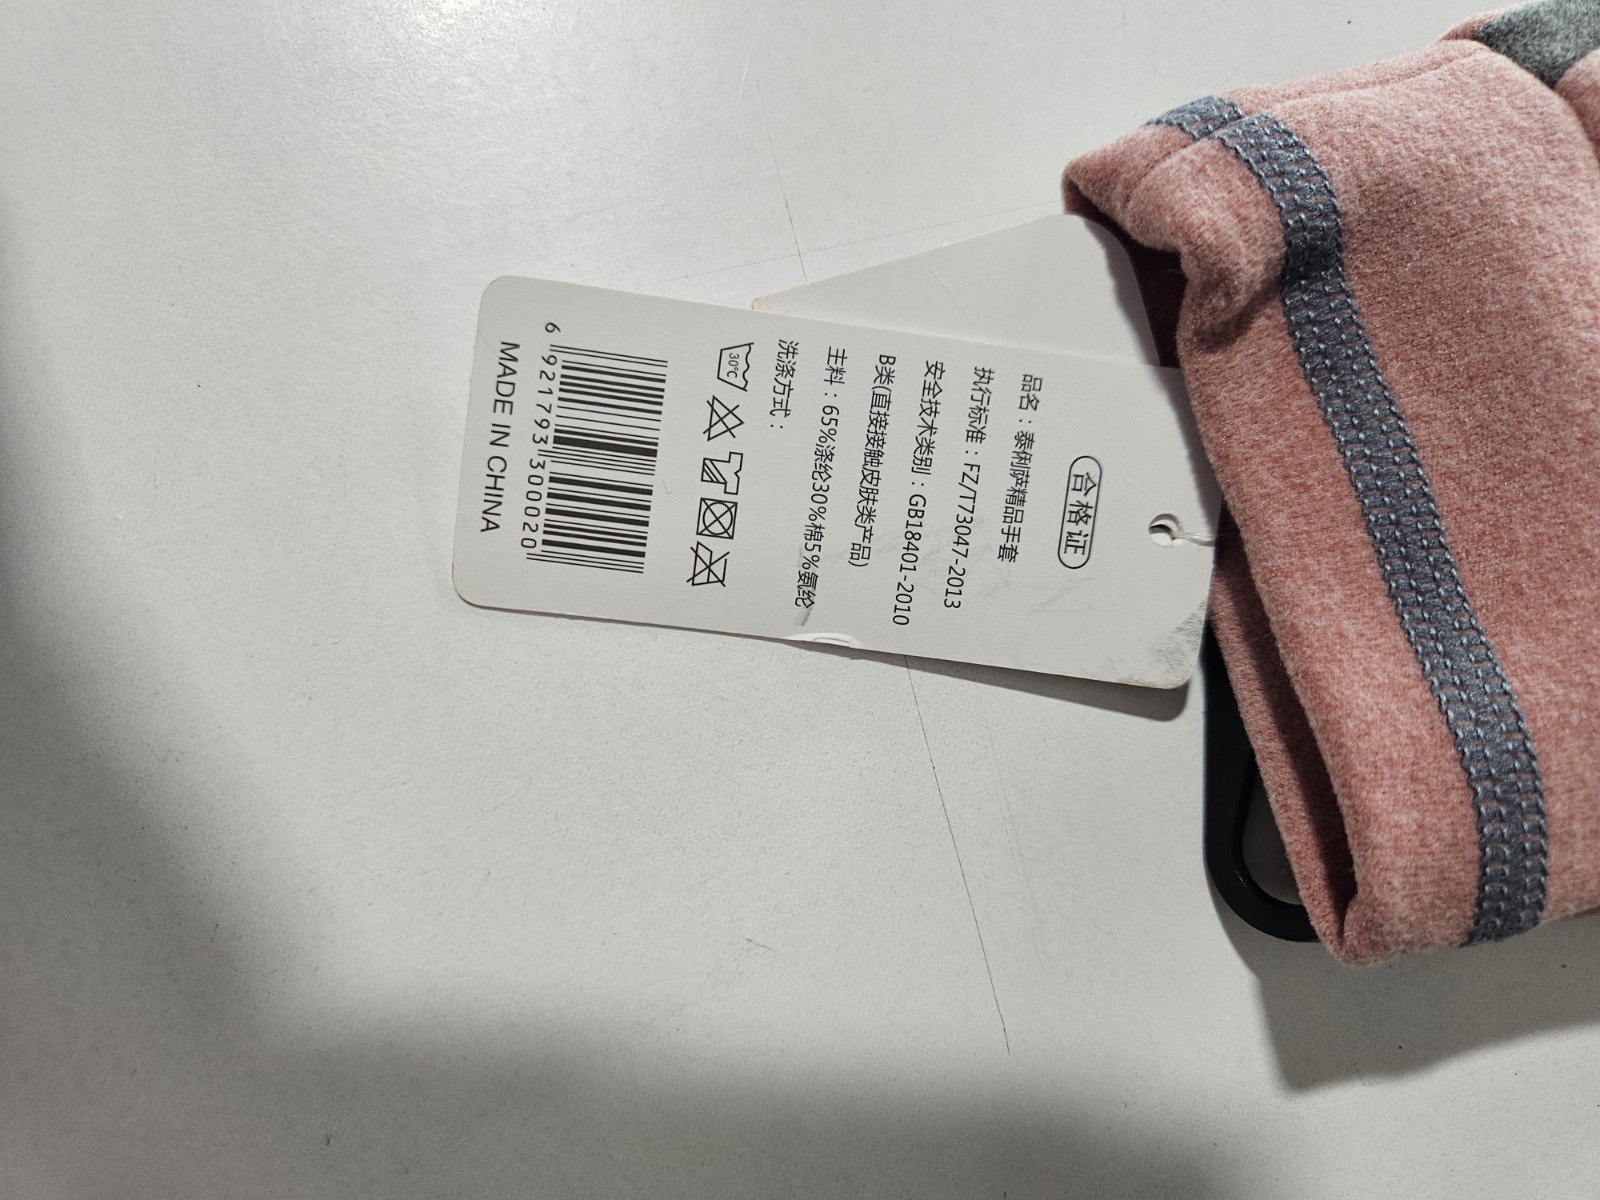 合格证
品名：泰俐萨精品手套
执行标准：FZ/T73047-2013
安全技术类别：GB18401-2010
B类(直接接触皮肤类产品)
主料：65%涤纶30%棉5%氨纶
洗涤方式：
30℃
6 921793 300020
MADE IN CHINA